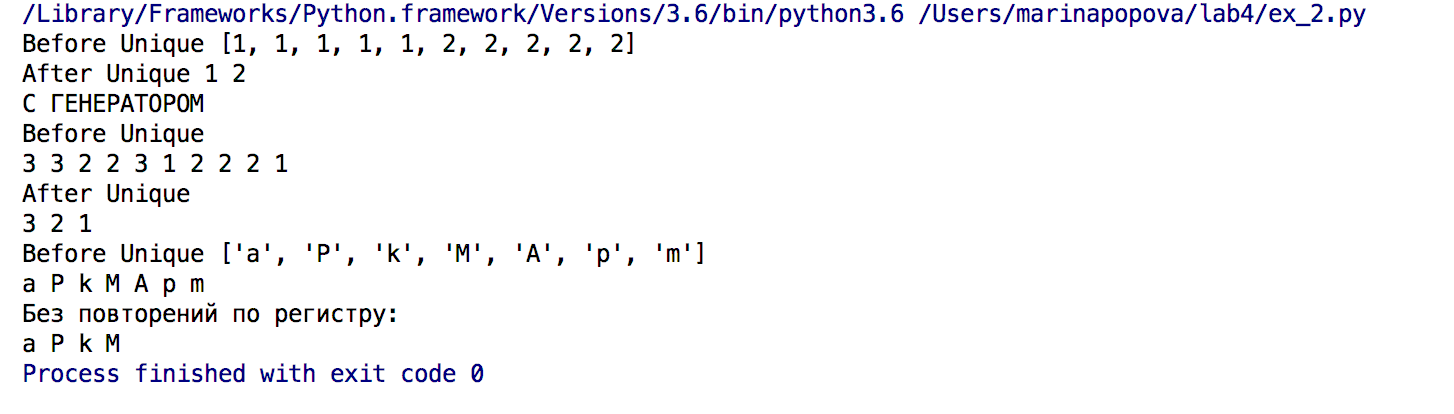 /Library/Frameworks/Python.framework/Versions/3.6/bin/python3.6 /Users/marinapopova/lab4/ex_2.py
Before Unique [1, 1, 1, 1, 1, 2, 2, 2, 2, 2]
After Unique 1 2
С ГЕНЕРАТОРОМ
Before Unique
3 3 2 2 3 1 2 2 2 1
After Unique
3 2 1
Before Unique ['a', 'P', 'k', 'M', 'A', 'p', 'm']
a P k M A p m
Без повторений по регистру:
a P k M
Process finished with exit code 0